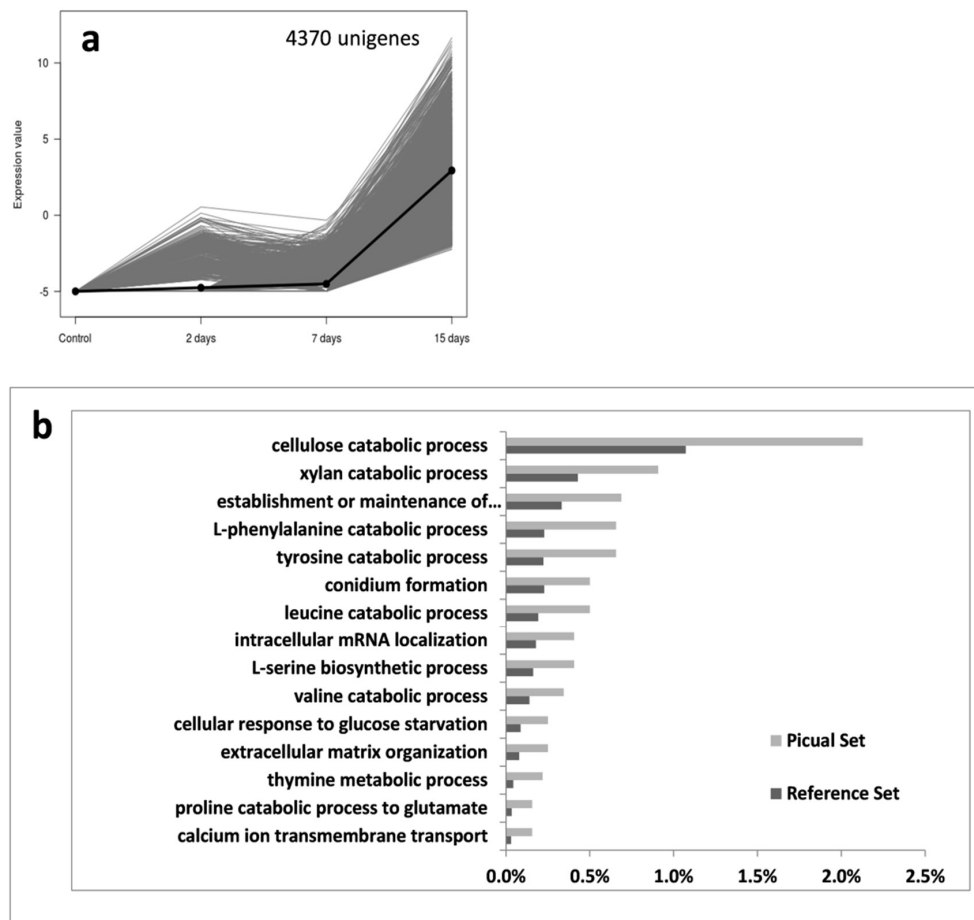 a
4370 unigenes
Expression value
10
5
0
-5
Control
2 days
7 days
15 days
b
cellulose catabolic process
xylan catabolic process
establishment or maintenance of...
L-phenylalanine catabolic process
tyrosine catabolic process
conidium formation
leucine catabolic process
intracellular mRNA localization
L-serine biosynthetic process
valine catabolic process
cellular response to glucose starvation
extracellular matrix organization
thymine metabolic process
proline catabolic process to glutamate
calcium ion transmembrane transport
Picual Set
Reference Set
0.0%
0.5%
1.0%
1.5%
2.0%
2.5%